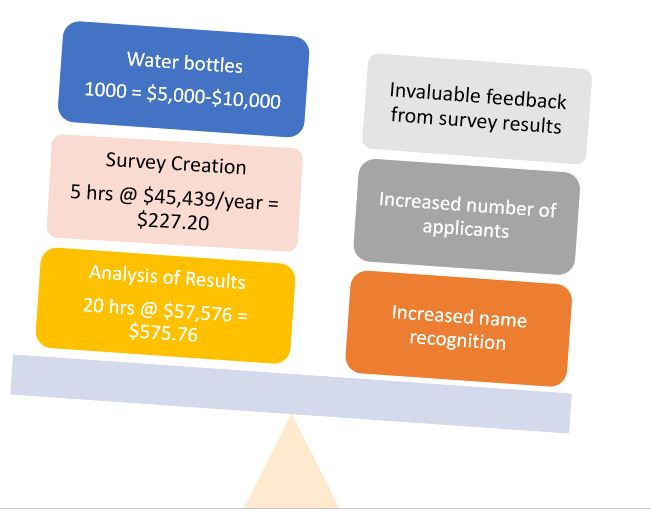 Water bottles
1000 = $5,000-$10,000
Survey Creation
5 hrs @ $45,439/year =
$227.20
Analysis of Results
20 hrs @ $57,576 =
$575.76
Invaluable feedback
from survey results
Increased number of
applicants
Increased name
recognition